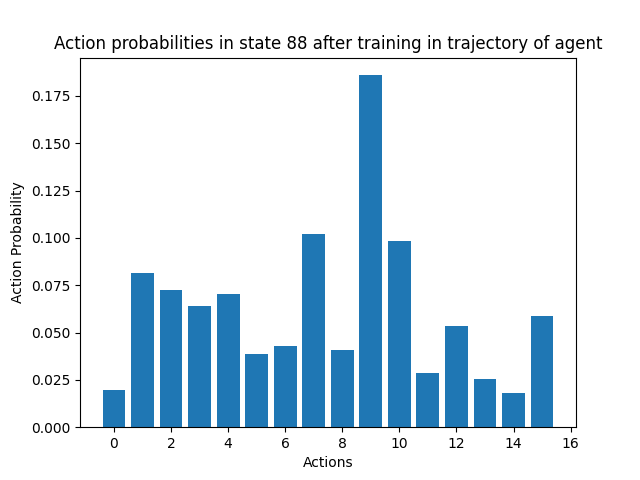 Action probabilities in state 88 after training in trajectory of agent
0.175
0.150
0.125
0.100
0.075
0.050
0.025
0.000
Action Probability
0 2 4 6 8 10 12 14 16
Actions